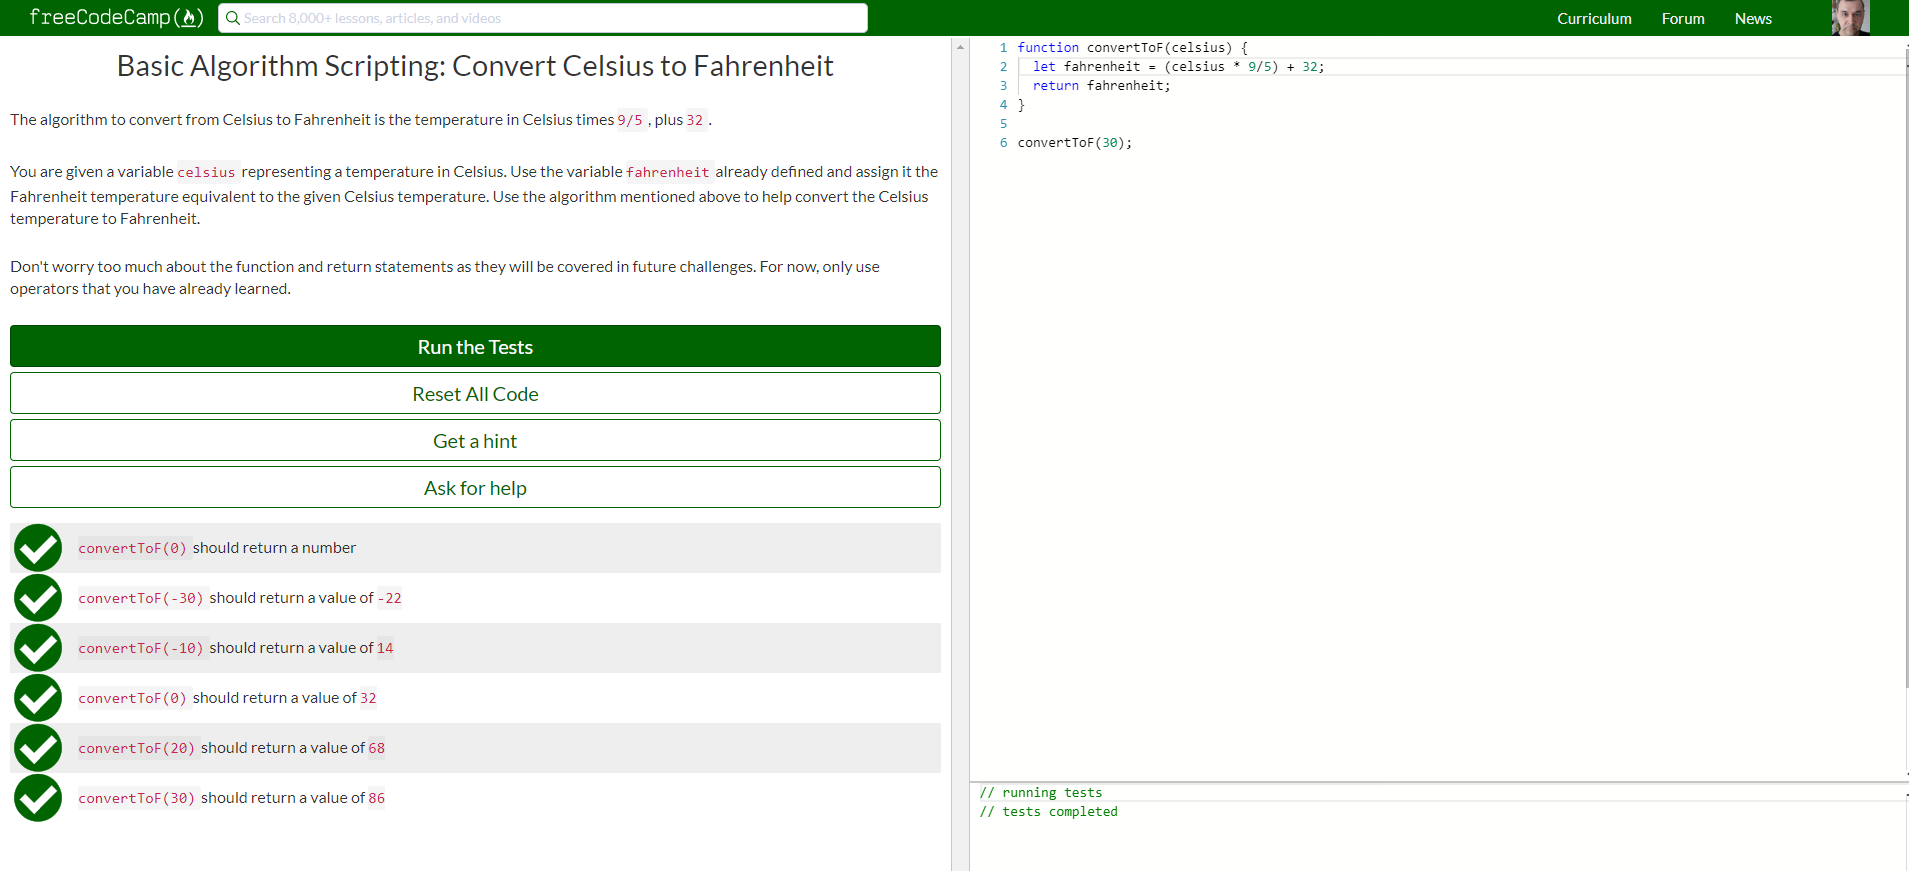 freeCodeCamp
Search 8,000+ lessons, articles, and videos
Curriculum
Forum
News
Basic Algorithm Scripting: Convert Celsius to Fahrenheit
The algorithm to convert from Celsius to Fahrenheit is the temperature in Celsius times 9/5 , plus 32 .
You are given a variable celsius representing a temperature in Celsius. Use the variable fahrenheit already defined and assign it the
Fahrenheit temperature equivalent to the given Celsius temperature. Use the algorithm mentioned above to help convert the Celsius
temperature to Fahrenheit.
Don't worry too much about the function and return statements as they will be covered in future challenges. For now, only use
operators that you have already learned.
Run the Tests
Reset All Code
Get a hint
Ask for help
convertToF(0) should return a number
convertToF(-30) should return a value of -22
convertToF(-10) should return a value of 14
convertToF(0) should return a value of 32
convertToF(20) should return a value of 68
convertToF(30) should return a value of 86
1 function convertToF(celsius) {
2 let fahrenheit = (celsius * 9/5) + 32;
3 return fahrenheit;
4 }
5
6 convertToF(30);
// running tests
// tests completed